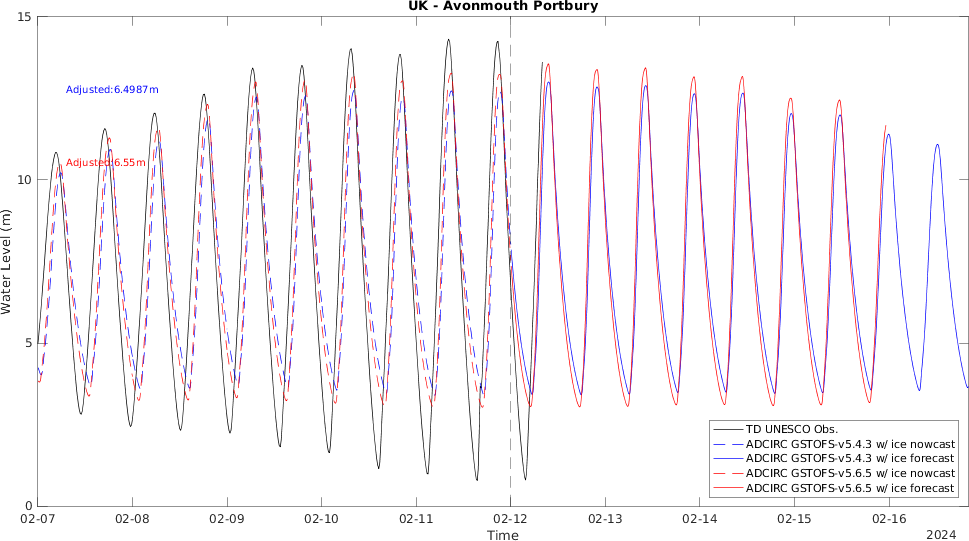 UK - Avonmouth Portbury
15
10
5
0
Water Level (m)
Adjusted:6.4987m
Adjusted:6.55m
TD UNESCO Obs.
ADCIRC GSTOFS-v5.4.3 w/ ice nowcast
ADCIRC GSTOFS-v5.4.3 w/ ice forecast
ADCIRC GSTOFS-v5.6.5 w/ ice nowcast
ADCIRC GSTOFS-v5.6.5 w/ ice forecast
02-07 02-08 02-09 02-10 02-11 02-12 02-13 02-14 02-15 02-16
Time
2024